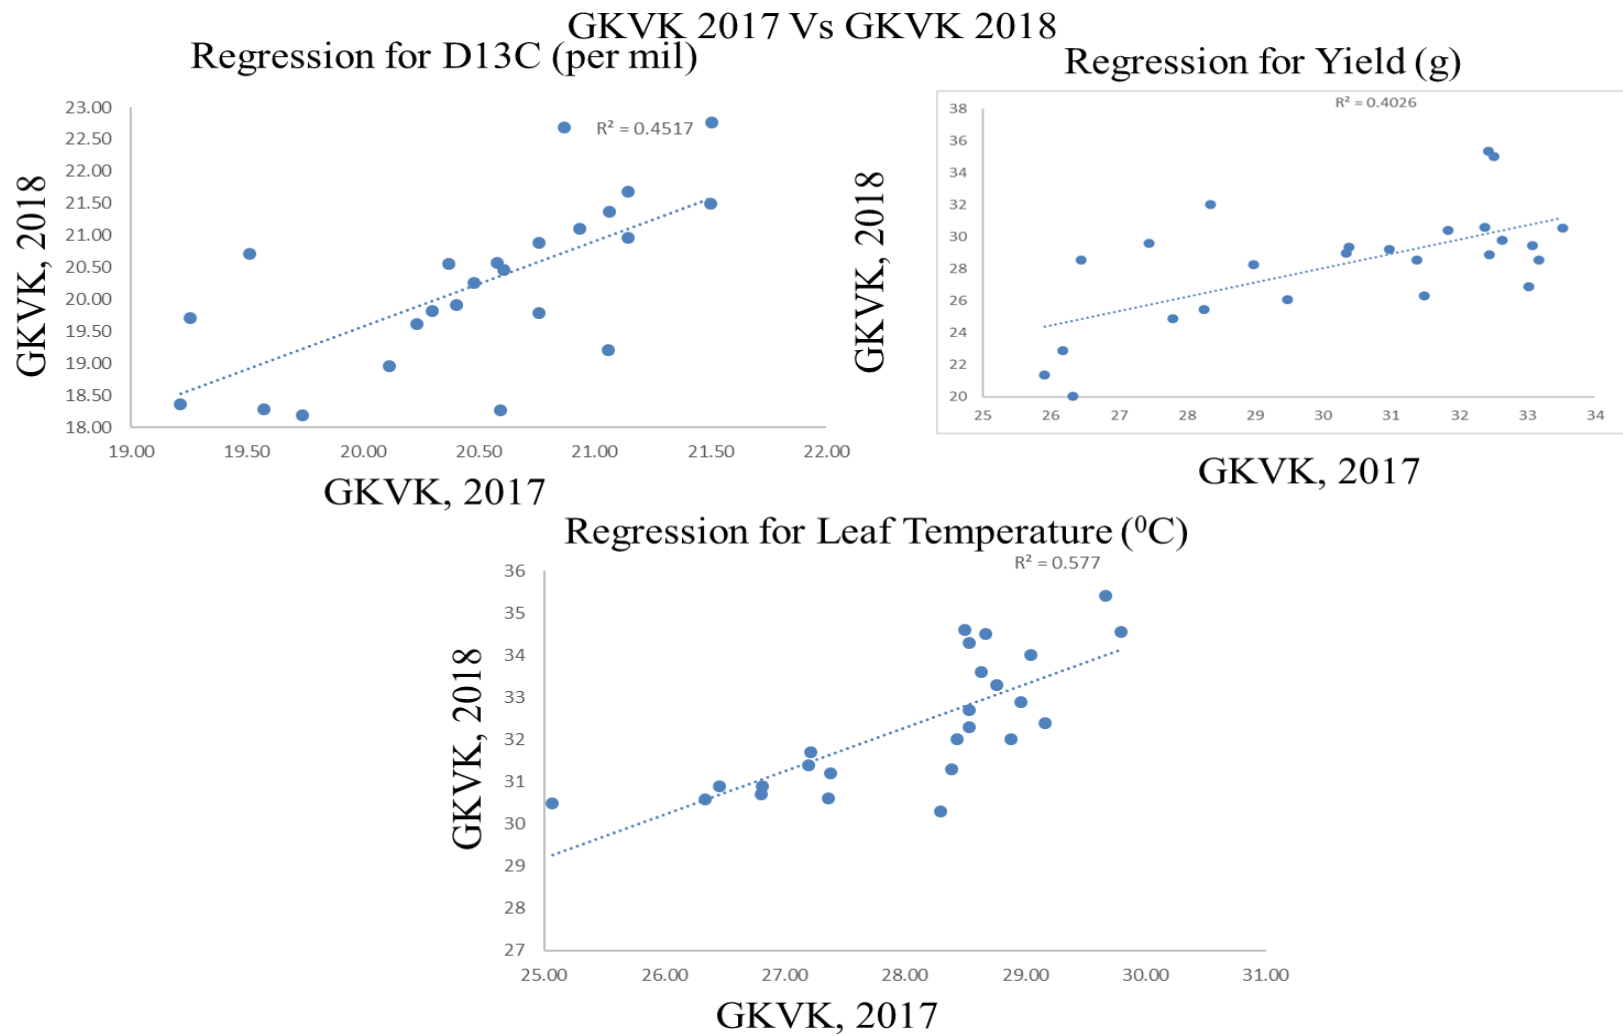 GKVK 2017 Vs GKVK 2018
Regression for D13C (per mil)
R² = 0.4517
23.00
22.50
22.00
21.50
21.00
20.50
20.00
19.50
19.00
18.50
18.00
GKVK, 2018
19.00 19.50 20.00 20.50 21.00 21.50 22.00
GKVK, 2017
Regression for Yield (g)
R² = 0.4026
38
36
34
32
30
28
26
24
22
20
GKVK, 2018
25 26 27 28 29 30 31 32 33 34
GKVK, 2017
Regression for Leaf Temperature (⁰C)
R² = 0.577
36
35
34
33
32
31
30
29
28
27
GKVK, 2018
25.00 26.00 27.00 28.00 29.00 30.00 31.00
GKVK, 2017